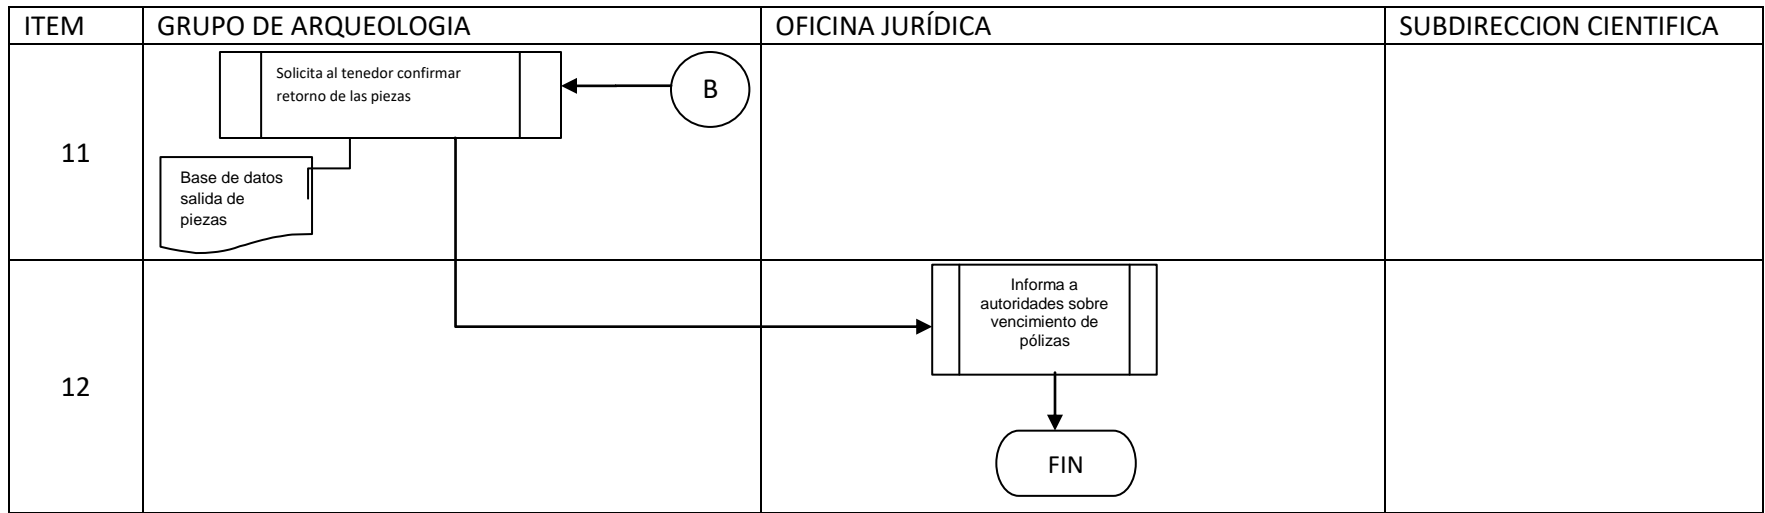 ITEM
GRUPO DE ARQUEOLOGIA
OFICINA JURÍDICA
SUBDIRECCION CIENTIFICA
11
Solicita al tenedor confirmar
retorno de las piezas
B
Base de datos
salida de
piezas
12
Informa a
autoridades sobre
vencimiento de
pólizas
FIN